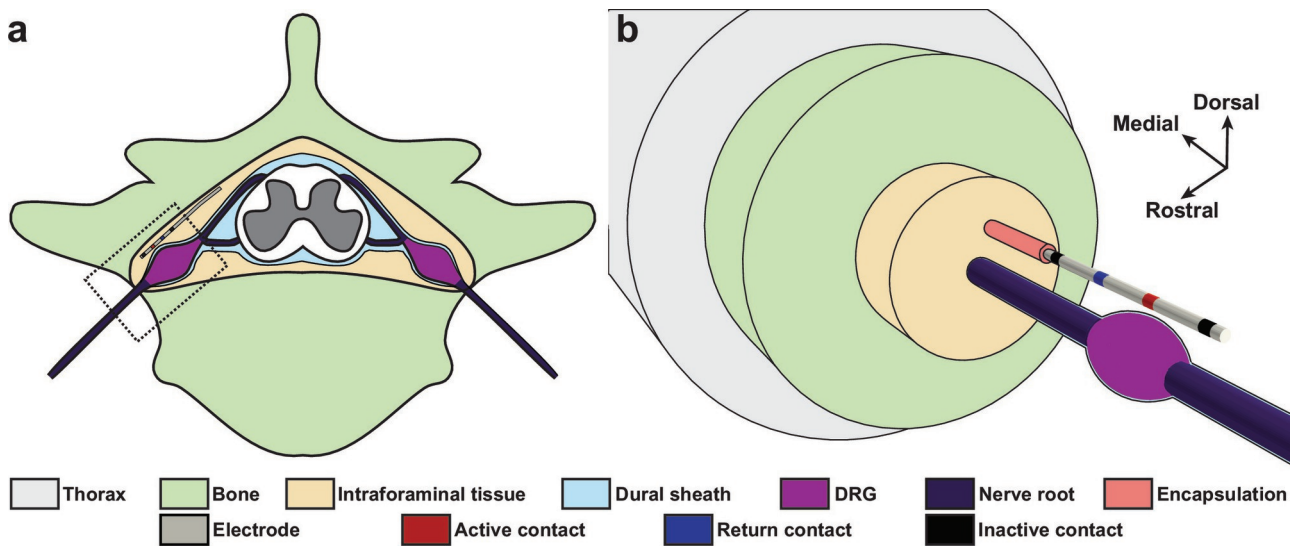 a
b
Dorsal
Medial
Rostral
Thorax Bone Intraforaminal tissue Dural sheath DRG Nerve root Encapsulation
Electrode Active contact Return contact Inactive contact